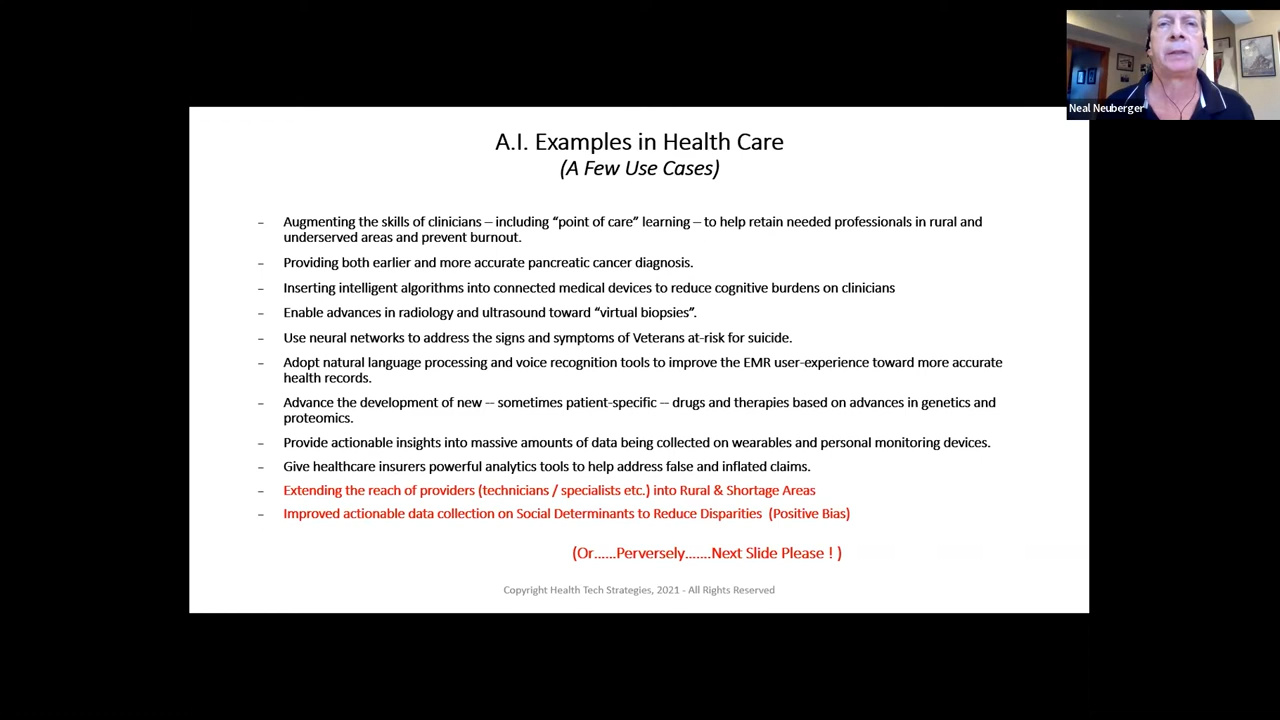 Neal Neuberger
A.I. Examples in Health Care
(A Few Use Cases)
– Augmenting the skills of clinicians – including “point of care” learning – to help retain needed professionals in rural and
underserved areas and prevent burnout.
– Providing both earlier and more accurate pancreatic cancer diagnosis.
– Inserting intelligent algorithms into connected medical devices to reduce cognitive burdens on clinicians
– Enable advances in radiology and ultrasound toward “virtual biopsies”.
– Use neural networks to address the signs and symptoms of Veterans at-risk for suicide.
– Adopt natural language processing and voice recognition tools to improve the EMR user-experience toward more accurate
health records.
– Advance the development of new -- sometimes patient-specific -- drugs and therapies based on advances in genetics and
proteomics.
– Provide actionable insights into massive amounts of data being collected on wearables and personal monitoring devices.
– Give healthcare insurers powerful analytics tools to help address false and inflated claims.
– Extending the reach of providers (technicians / specialists etc.) into Rural & Shortage Areas
– Improved actionable data collection on Social Determinants to Reduce Disparities (Positive Bias)
(Or......Perversely.......Next Slide Please ! )
Copyright Health Tech Strategies, 2021 - All Rights Reserved